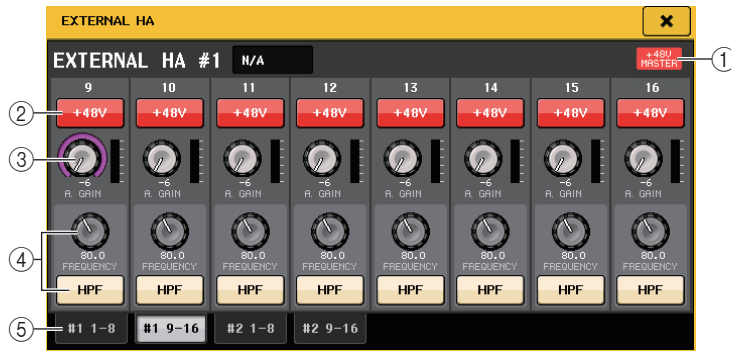 EXTERNAL HA
EXTERNAL HA #1 N/A +48V MASTER ①
9 10 11 12 13 14 15 16
② +48V +48V +48V +48V +48V +48V +48V +48V
③ -6 -6 -6 -6 -6 -6 -6 -6
A. GAIN A. GAIN A. GAIN A. GAIN A. GAIN A. GAIN A. GAIN A. GAIN
④ 80.0 80.0 80.0 80.0 80.0 80.0 80.0 80.0
FREQUENCY FREQUENCY FREQUENCY FREQUENCY FREQUENCY FREQUENCY FREQUENCY FREQUENCY
HPF HPF HPF HPF HPF HPF HPF HPF
⑤ #1 1-8 #1 9-16 #2 1-8 #2 9-16